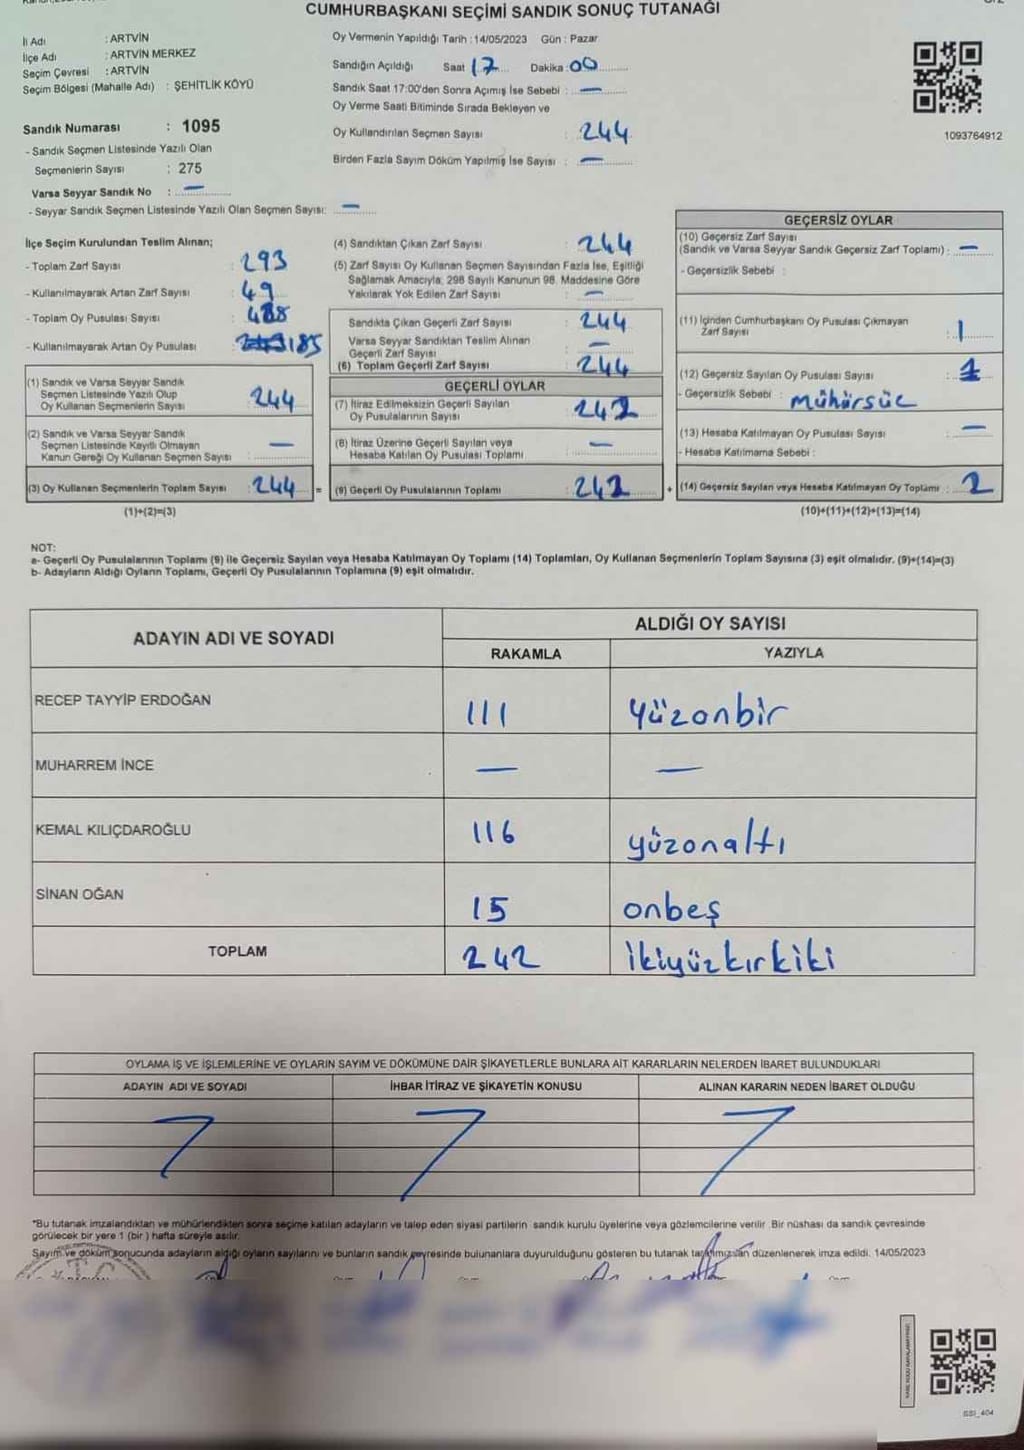 CUMHURBAŞKANI SEÇİMİ SANDIK SONUÇ TUTANAĞI
İl Adı : ARTVİN
İlçe Adı : ARTVİN MERKEZ
Seçim Çevresi : ARTVİN
Seçim Bölgesi (Mahalle Adı) : ŞEHİTLİK KÖYÜ
Sandık Numarası : 1095
- Sandık Seçmen Listesinde Yazılı Olan
Seçmenlerin Sayısı : 275
Varsa Seyyar Sandık No : —
- Seyyar Sandık Seçmen Listesinde Yazılı Olan Seçmen Sayısı: —
Oy Vermenin Yapıldığı Tarih : 14/05/2023 Gün : Pazar
Sandığın Açıldığı Saat 17 Dakika : 00
Sandık Saat 17:00'den Sonra Açımış İse Sebebi : —
Oy Verme Saati Bitiminde Sırada Bekleyen ve
Oy Kullandırılan Seçmen Sayısı : 244
Birden Fazla Sayım Döküm Yapılmış İse Sayısı : —
1093764912
İlçe Seçim Kurulundan Teslim Alınan;
- Toplam Zarf Sayısı : 293
- Kullanılmayarak Artan Zarf Sayısı : 49
- Toplam Oy Pusulası Sayısı :
- Kullanılmayarak Artan Oy Pusulası : 185
(1) Sandık ve Varsa Seyyar Sandık
Seçmen Listesinde Yazılı Olup
Oy Kullanan Seçmenlerin Sayısı : 244
(2) Sandık ve Varsa Seyyar Sandık
Seçmen Listesinde Kayıtlı Olmayan
Kanun Gereği Oy Kullanan Seçmen Sayısı : —
(3) Oy Kullanan Seçmenlerin Toplam Sayısı : 244 =
(1)+(2)=(3)
(4) Sandıktan Çıkan Zarf Sayısı : 244
(5) Zarf Sayısı Oy Kullanan Seçmen Sayısından Fazla İse, Eşitliği
Sağlamak Amacıyla; 298 Sayılı Kanunun 98. Maddesine Göre
Yakılarak Yok Edilen Zarf Sayısı : —
Sandıkta Çıkan Geçerli Zarf Sayısı : 244
Varsa Seyyar Sandıktan Teslim Alınan
Geçerli Zarf Sayısı : —
(6) Toplam Geçerli Zarf Sayısı : 244
GEÇERLİ OYLAR
(7) İtiraz Edilmeksizin Geçerli Sayılan
Oy Pusulalarının Sayısı : 242
(8) İtiraz Üzerine Geçerli Sayılan veya
Hesaba Katılan Oy Pusulası Toplamı : —
(9) Geçerli Oy Pusulalarının Toplamı : 242 +
GEÇERSİZ OYLAR
(10) Geçersiz Zarf Sayısı
(Sandık ve Varsa Seyyar Sandık Geçersiz Zarf Toplamı) : —
- Geçersizlik Sebebi :
(11) İçinden Cumhurbaşkanı Oy Pusulası Çıkmayan
Zarf Sayısı : 1
(12) Geçersiz Sayılan Oy Pusulası Sayısı : 1
- Geçersizlik Sebebi : mühürsüz
(13) Hesaba Katılmayan Oy Pusulası Sayısı : —
- Hesaba Katılmama Sebebi :
(14) Geçersiz Sayılan veya Hesaba Katılmayan Oy Toplamı : 2
(10)+(11)+(12)+(13)=(14)
NOT:
a- Geçerli Oy Pusulalarının Toplamı (9) ile Geçersiz Sayılan veya Hesaba Katılmayan Oy Toplamı (14) Toplamları, Oy Kullanan Seçmenlerin Toplam Sayısına (3) eşit olmalıdır. (9)+(14)=(3)
b- Adayların Aldığı Oyların Toplamı, Geçerli Oy Pusulalarının Toplamına (9) eşit olmalıdır.
ADAYIN ADI VE SOYADI
ALDIĞI OY SAYISI
RAKAMLA YAZIYLA
RECEP TAYYİP ERDOĞAN 111 yüzonbir
MUHARREM İNCE — —
KEMAL KILIÇDAROĞLU 116 yüzonaltı
SİNAN OĞAN 15 onbeş
TOPLAM 242 ikiyüzkırkiki
OYLAMA İŞ VE İŞLEMLERİNE VE OYLARIN SAYIM VE DÖKÜMÜNE DAİR ŞİKAYETLERLE BUNLARA AİT KARARLARIN NELERDEN İBARET BULUNDUKLARI
ADAYIN ADI VE SOYADI İHBAR İTİRAZ VE ŞİKAYETİN KONUSU ALINAN KARARIN NEDEN İBARET OLDUĞU
*Bu tutanak imzalandıktan ve mühürlendikten sonra seçime katılan adayların ve talep eden siyasi partilerin sandık kurulu üyelerine veya gözlemcilerine verilir. Bir nüshası da sandık çevresinde
görülecek bir yere 1 (bir) hafta süreyle asılır.
Sayım ve döküm sonucunda adayların aldığı oyların sayılarını ve bunların sandık çevresinde bulunanlara duyurulduğunu gösteren bu tutanak tarafımızdan düzenlenerek imza edildi. 14/05/2023
T.C.
GSI_404